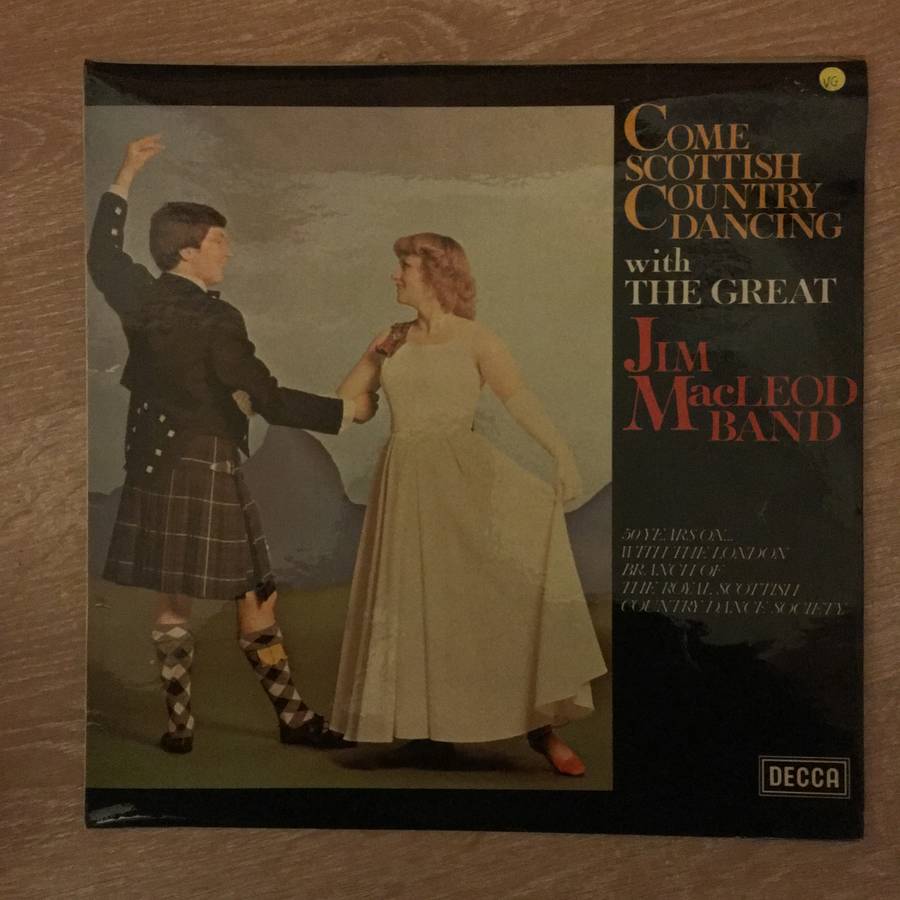 VG
COME
SCOTTISH
COUNTRY
DANCING
with
THE GREAT
JIM
MacLEOD
BAND
50 YEARS ON...
WITH THE LONDON
BRANCH OF
THE ROYAL SCOTTISH
COUNTRY DANCE SOCIETY
DECCA